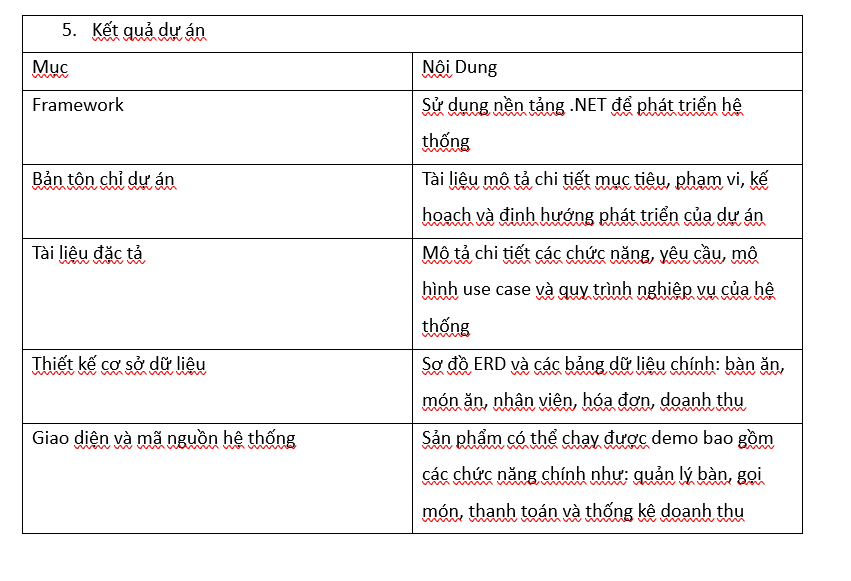 5. Kết quả dự án
Mục
Nội Dung
Framework
Sử dụng nền tảng .NET để phát triển hệ
thống
Bản tôn chỉ dự án
Tài liệu mô tả chi tiết mục tiêu, phạm vi, kế
hoạch và định hướng phát triển của dự án
Tài liệu đặc tả
Mô tả chi tiết các chức năng, yêu cầu, mô
hình use case và quy trình nghiệp vụ của hệ
thống
Thiết kế cơ sở dữ liệu
Sơ đồ ERD và các bảng dữ liệu chính: bàn ăn,
món ăn, nhân viên, hóa đơn, doanh thu
Giao diện và mã nguồn hệ thống
Sản phẩm có thể chạy được demo bao gồm
các chức năng chính như: quản lý bàn, gọi
món, thanh toán và thống kê doanh thu